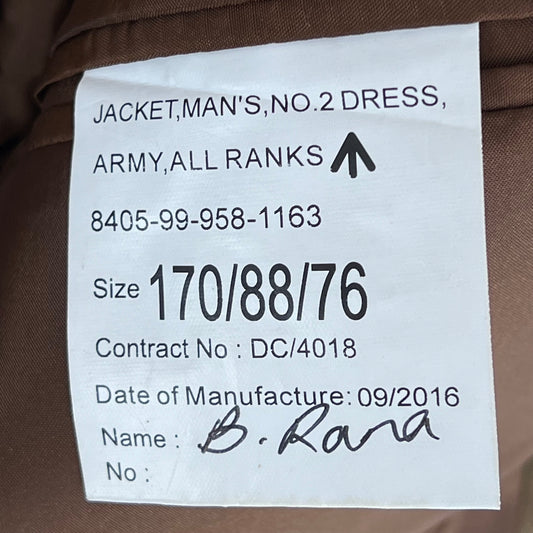 JACKET,MAN'S,NO.2 DRESS,
ARMY,ALL RANKS
8405-99-958-1163
Size 170/88/76
Contract No : DC/4018
Date of Manufacture: 09/2016
Name : B. Rana
No :